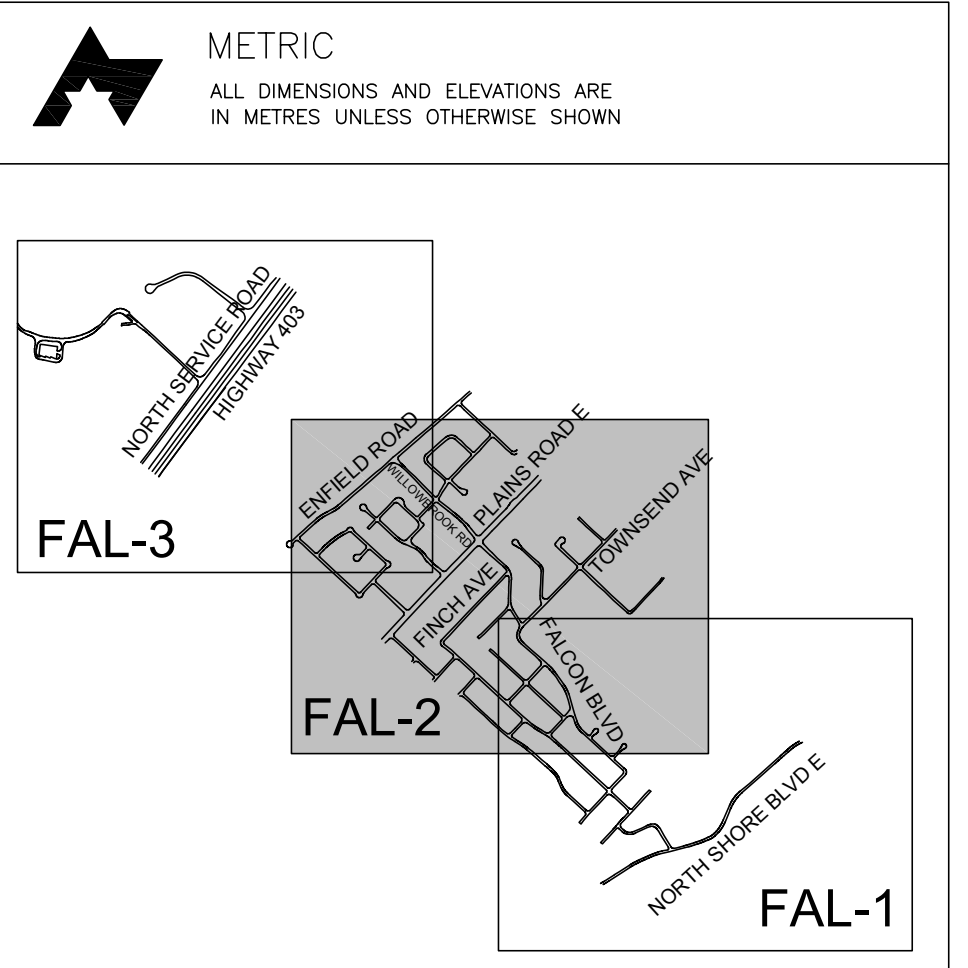 METRIC
ALL DIMENSIONS AND ELEVATIONS ARE
IN METRES UNLESS OTHERWISE SHOWN
NORTH SERVICE ROAD
HIGHWAY 403
FAL-3
ENFIELD ROAD
WILLOWBROOK RD
PLAINS ROAD E
TOWNSEND AVE
FINCH AVE
FALCON BLVD
FAL-2
NORTH SHORE BLVD E
FAL-1